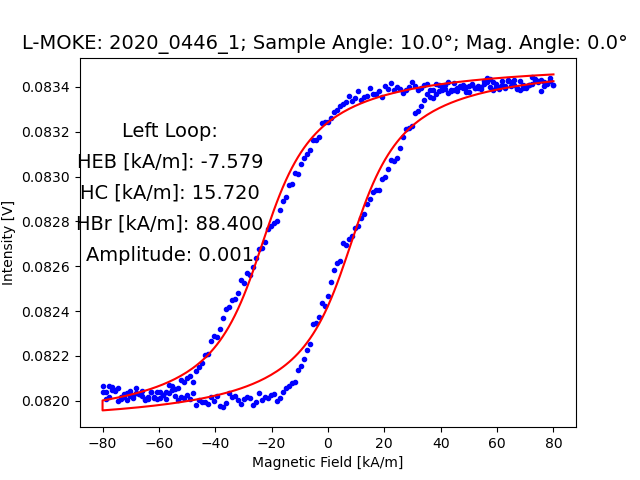 L-MOKE: 2020_0446_1; Sample Angle: 10.0°; Mag. Angle: 0.0°
Intensity [V]
0.0834
0.0832
0.0830
0.0828
0.0826
0.0824
0.0822
0.0820
Left Loop:
HEB [kA/m]: -7.579
HC [kA/m]: 15.720
HBr [kA/m]: 88.400
Amplitude: 0.001
−80
−60
−40
−20
0
20
40
60
80
Magnetic Field [kA/m]